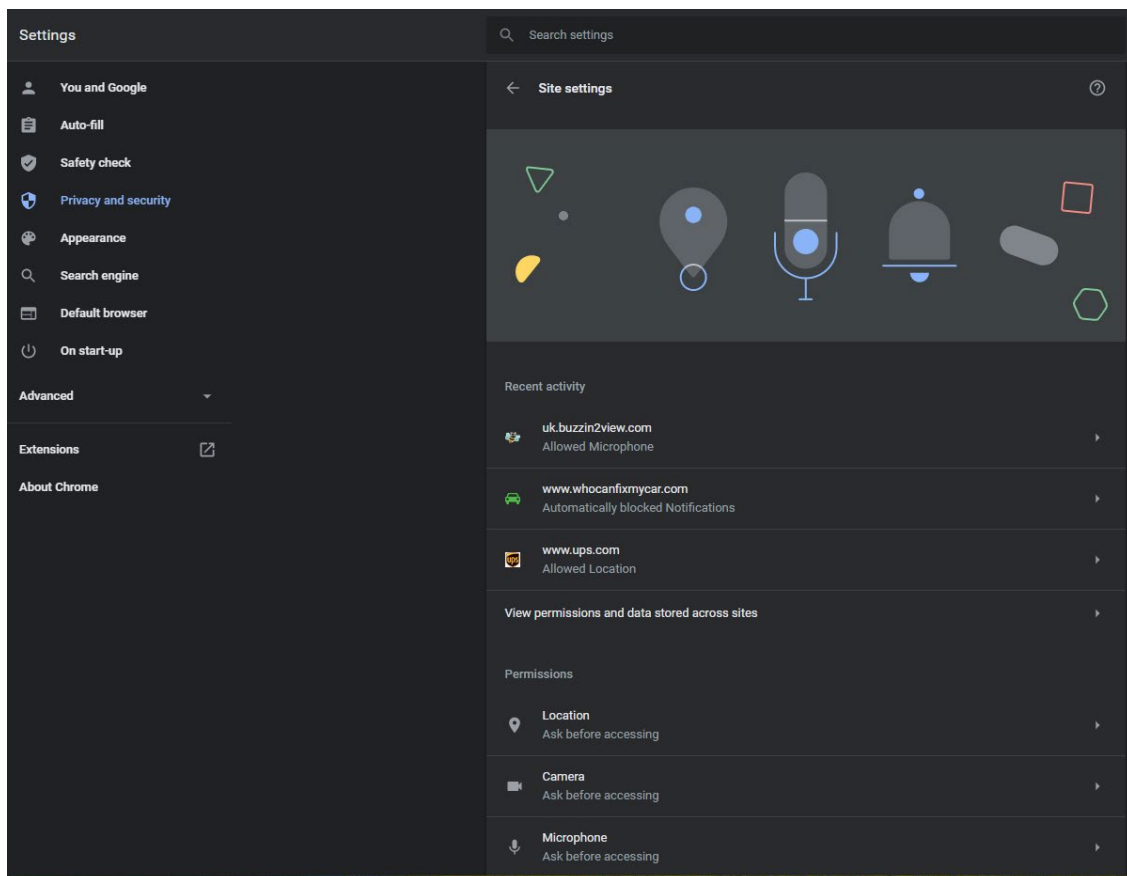 Settings
Search settings
You and Google
Auto-fill
Safety check
Privacy and security
Appearance
Search engine
Default browser
On start-up
Advanced
Extensions
About Chrome
Site settings
Recent activity
uk.buzzin2view.com
Allowed Microphone
www.whocanfixmycar.com
Automatically blocked Notifications
ups
www.ups.com
Allowed Location
View permissions and data stored across sites
Permissions
Location
Ask before accessing
Camera
Ask before accessing
Microphone
Ask before accessing